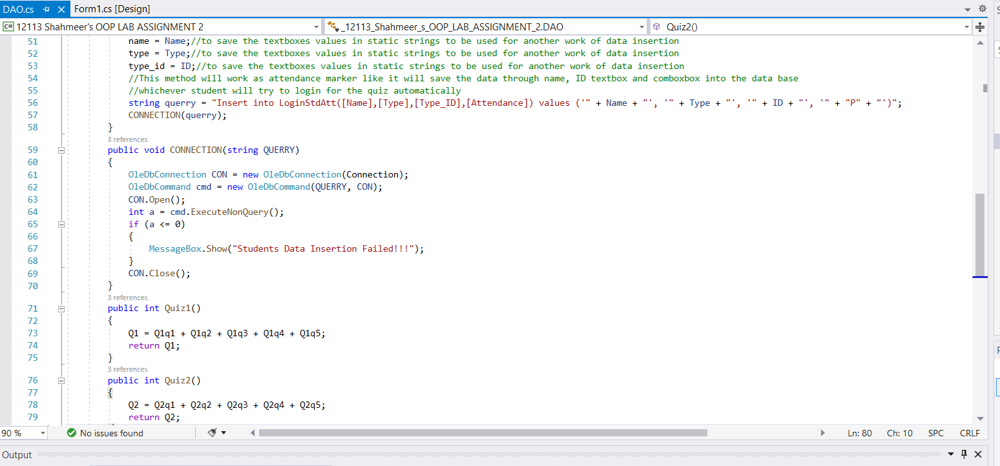 DAO.cs Form1.cs [Design]
C# 12113 Shahmeer's OOP LAB ASSIGNMENT 2 _12113_Shahmeer_s_OOP_LAB_ASSIGNMENT_2.DAO Quiz2()
51 name = Name;//to save the textboxes values in static strings to be used for another work of data insertion
52 type = Type;//to save the textboxes values in static strings to be used for another work of data insertion
53 type_id = ID;//to save the textboxes values in static strings to be used for another work of data insertion
54 //This method will work as attendance marker like it will save the data through name, ID textbox and comboxbox into the data base
55 //whichever student will try to login for the quiz automatically
56 string querry = "Insert into LoginStdAtt([Name],[Type],[Type_ID],[Attendance]) values ('" + Name + "', '" + Type + "', '" + ID + "', '" + "P" + "')";
57 CONNECTION(querry);
58 }
3 references
59 public void CONNECTION(string QUERRY)
60 {
61 OleDbConnection CON = new OleDbConnection(Connection);
62 OleDbCommand cmd = new OleDbCommand(QUERRY, CON);
63 CON.Open();
64 int a = cmd.ExecuteNonQuery();
65 if (a <= 0)
66 {
67 MessageBox.Show("Students Data Insertion Failed!!!");
68 }
69 CON.Close();
70 }
3 references
71 public int Quiz1()
72 {
73 Q1 = Q1q1 + Q1q2 + Q1q3 + Q1q4 + Q1q5;
74 return Q1;
75 }
3 references
76 public int Quiz2()
77 {
78 Q2 = Q2q1 + Q2q2 + Q2q3 + Q2q4 + Q2q5;
79 return Q2;
90 % No issues found Ln: 80 Ch: 10 SPC CRLF
Output